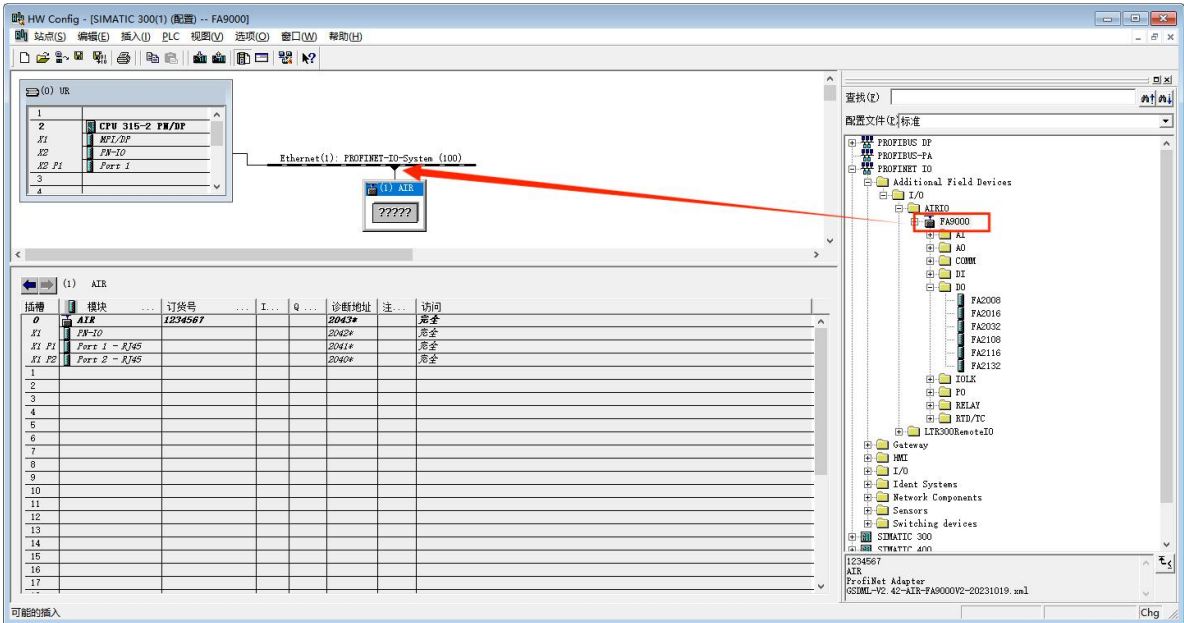 HW Config - [SIMATIC 300(1) (配置) -- FA9000]
站点(S) 编辑(E) 插入(I) PLC 视图(V) 选项(O) 窗口(W) 帮助(H)
(0) UR
1
2 CPU 315-2 PN/DP
X1 MPI/DP
X2 PN-IO
X2 P1 Port 1
3
4
Ethernet(1): PROFINET-IO-System (100)
(1) AIR
?????
(1) AIR
插槽 模块 ... 订货号 ... I... Q... 诊断地址 注... 访问
0 AIR 1234567 2043* 完全
X1 PN-IO 2042* 完全
X1 P1 Port 1 - RJ45 2041* 完全
X1 P2 Port 2 - RJ45 2040* 完全
1
2
3
4
5
6
7
8
9
10
11
12
13
14
15
16
17
可能的插入
查找(F)
配置文件(P) 标准
PROFIBUS DP
PROFIBUS-PA
PROFINET IO
Additional Field Devices
I/O
AIRIO
FA9000
AI
AO
COMM
DI
DO
FA2008
FA2016
FA2032
FA2108
FA2116
FA2132
IOLK
PO
RELAY
RTD/TC
LTR300RemoteIO
Gateway
HMI
I/O
Ident Systems
Network Components
Sensors
Switching devices
SIMATIC 300
SIMATIC 400
1234567
AIR
ProfiNet Adapter
GSDML-V2.42-AIR-FA9000V2-20231019.xml
Chg